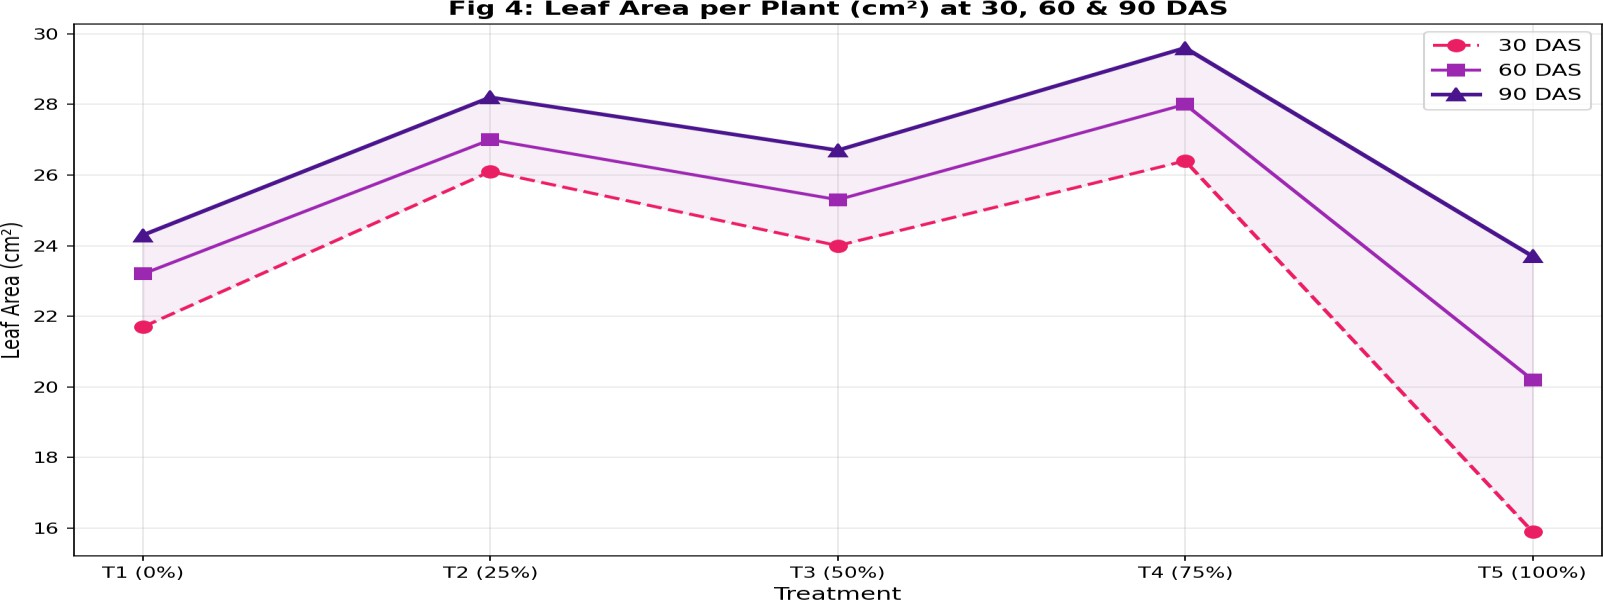 Fig 4: Leaf Area per Plant (cm²) at 30, 60 & 90 DAS
30 DAS
60 DAS
90 DAS
Leaf Area (cm²)
30
28
26
24
22
20
18
16
T1 (0%)
T2 (25%)
T3 (50%)
T4 (75%)
T5 (100%)
Treatment